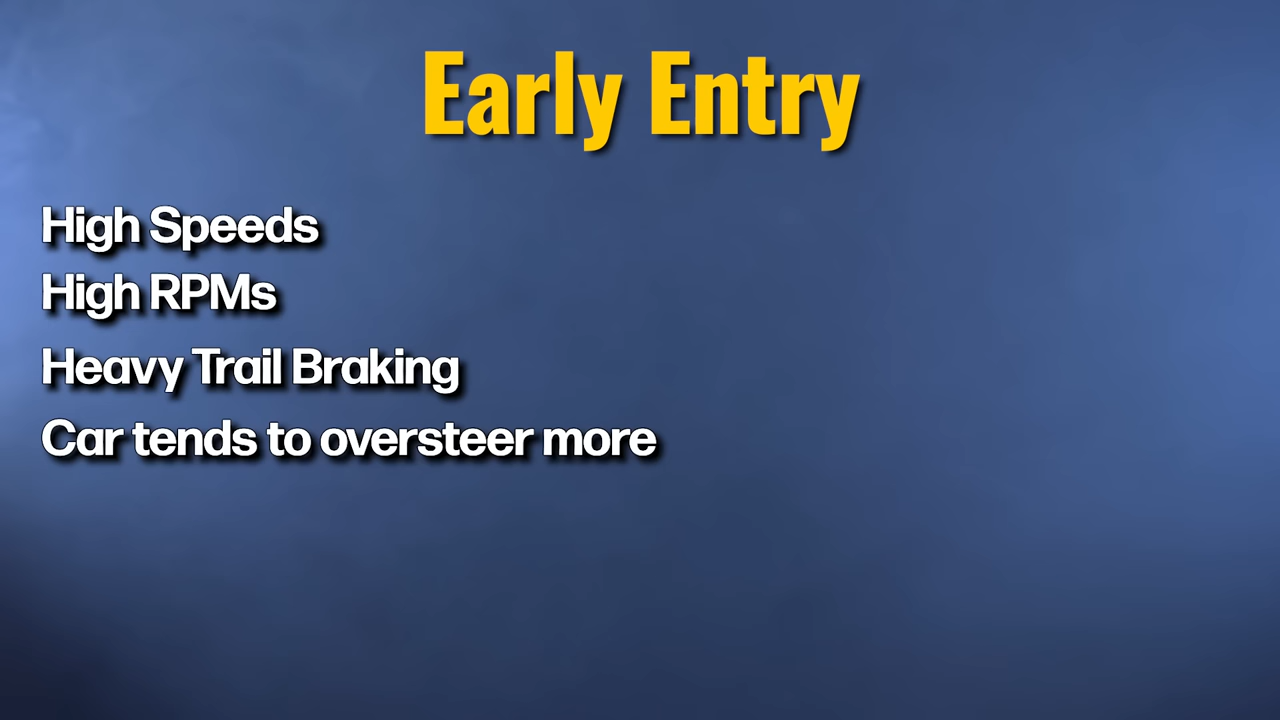 Early Entry
High Speeds
High RPMs
Heavy Trail Braking
Car tends to oversteer more